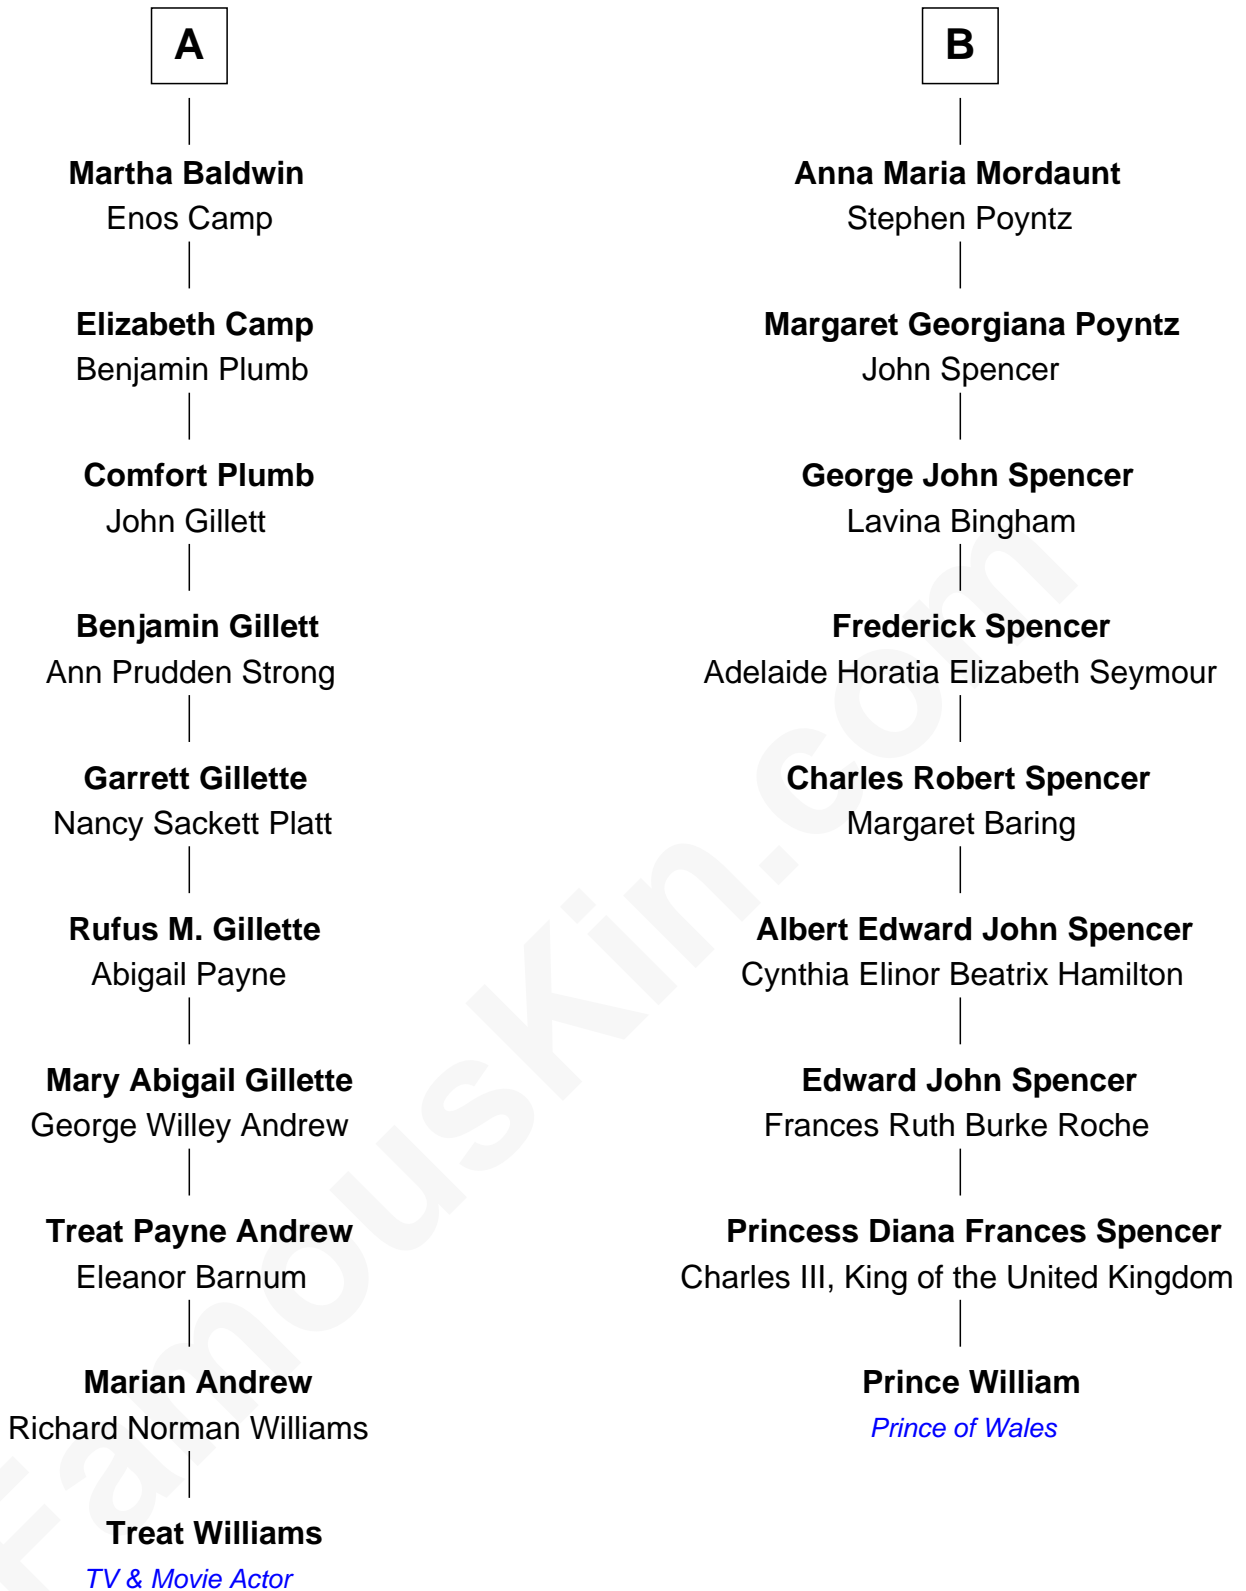 A
Martha Baldwin
Enos Camp
Elizabeth Camp
Benjamin Plumb
Comfort Plumb
John Gillett
Benjamin Gillett
Ann Prudden Strong
Garrett Gillette
Nancy Sackett Platt
Rufus M. Gillette
Abigail Payne
Mary Abigail Gillette
George Willey Andrew
Treat Payne Andrew
Eleanor Barnum
Marian Andrew
Richard Norman Williams
Treat Williams
TV & Movie Actor
B
Anna Maria Mordaunt
Stephen Poyntz
Margaret Georgiana Poyntz
John Spencer
George John Spencer
Lavina Bingham
Frederick Spencer
Adelaide Horatia Elizabeth Seymour
Charles Robert Spencer
Margaret Baring
Albert Edward John Spencer
Cynthia Elinor Beatrix Hamilton
Edward John Spencer
Frances Ruth Burke Roche
Princess Diana Frances Spencer
Charles III, King of the United Kingdom
Prince William
Prince of Wales
FamousKin.com